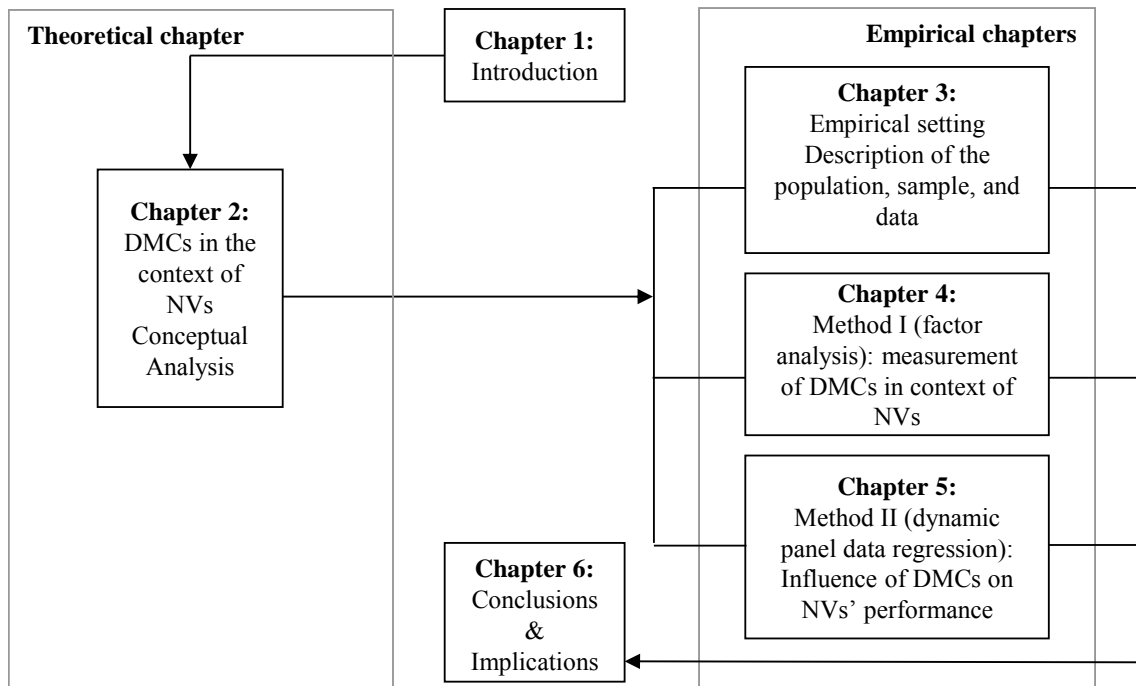 Theoretical chapter
Chapter 1:
Introduction
Empirical chapters
Chapter 2:
DMCs in the
context of
NVs
Conceptual
Analysis
Chapter 3:
Empirical setting
Description of the
population, sample, and
data
Chapter 4:
Method I (factor
analysis): measurement
of DMCs in context of
NVs
Chapter 5:
Method II (dynamic
panel data regression):
Influence of DMCs on
NVs’ performance
Chapter 6:
Conclusions
&
Implications